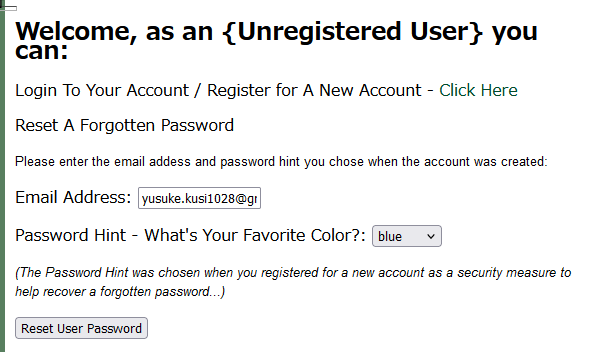 Welcome, as an {Unregistered User} you
can:
Login To Your Account / Register for A New Account - Click Here
Reset A Forgotten Password
Please enter the email addess and password hint you chose when the account was created:
Email Address: yusuke.kusi1028@gr
Password Hint - What's Your Favorite Color?: blue
(The Password Hint was chosen when you registered for a new account as a security measure to
help recover a forgotten password...)
Reset User Password